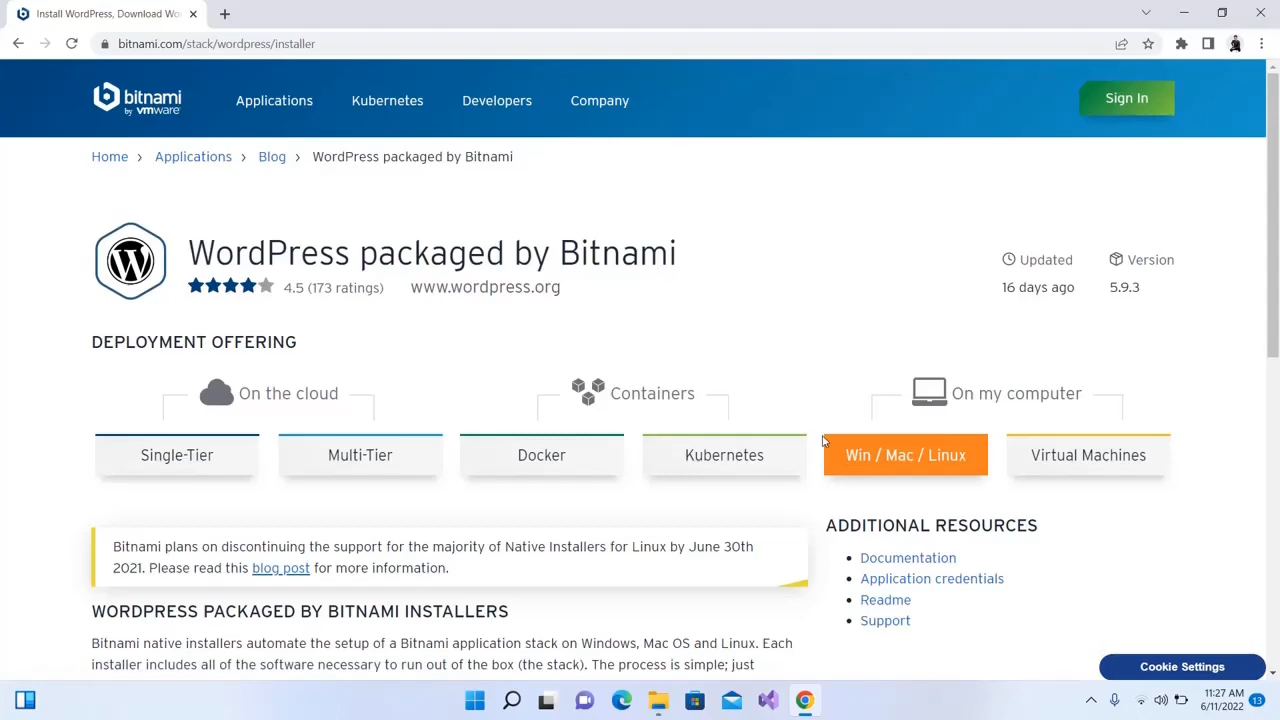 Install WordPress, Download Wo
bitnami.com/stack/wordpress/installer
bitnami
by vmware
Applications
Kubernetes
Developers
Company
Sign In
Home › Applications › Blog › WordPress packaged by Bitnami
WordPress packaged by Bitnami
4.5 (173 ratings)
www.wordpress.org
Updated
Version
16 days ago
5.9.3
DEPLOYMENT OFFERING
On the cloud
Containers
On my computer
Single-Tier
Multi-Tier
Docker
Kubernetes
Win / Mac / Linux
Virtual Machines
Bitnami plans on discontinuing the support for the majority of Native Installers for Linux by June 30th
2021. Please read this blog post for more information.
WORDPRESS PACKAGED BY BITNAMI INSTALLERS
Bitnami native installers automate the setup of a Bitnami application stack on Windows, Mac OS and Linux. Each
installer includes all of the software necessary to run out of the box (the stack). The process is simple; just
ADDITIONAL RESOURCES
Documentation
Application credentials
Readme
Support
Cookie Settings
11:27 AM
6/11/2022
13